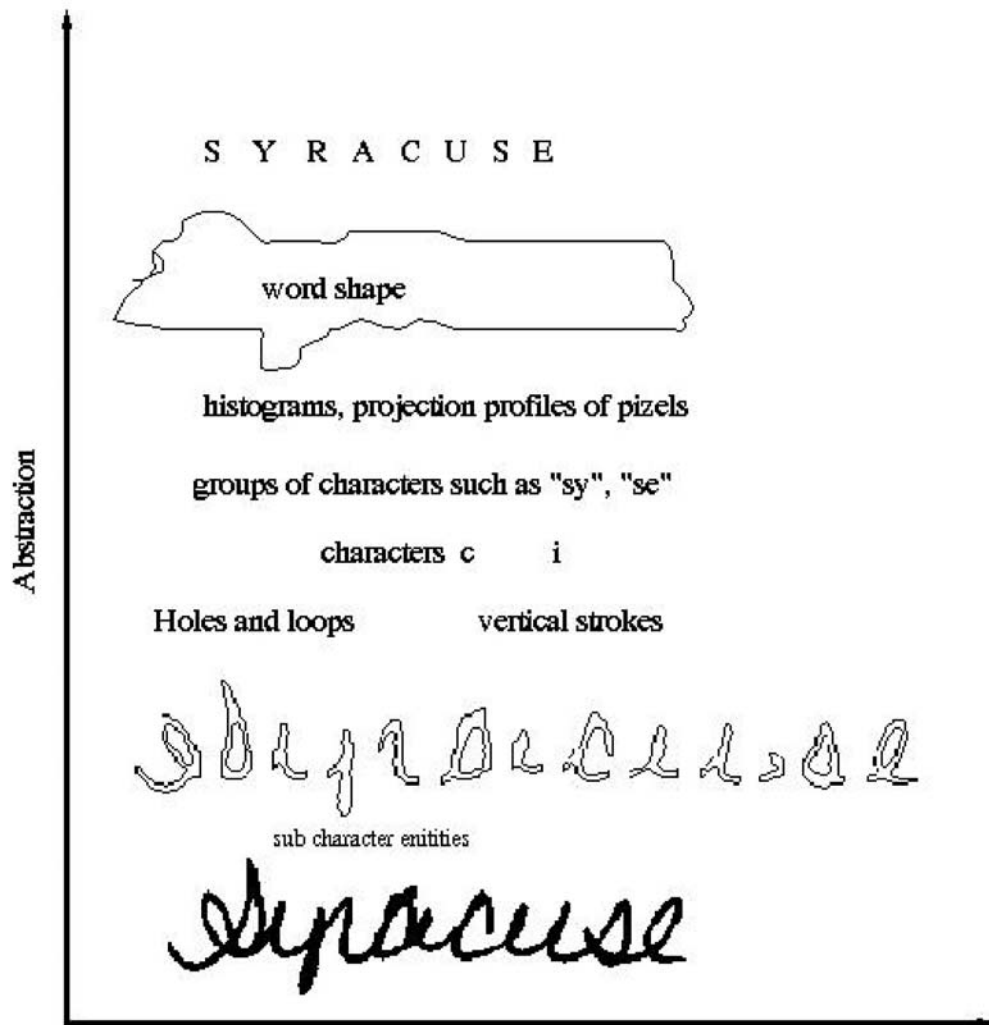 S Y R A C U S E
word shape
histograms, projection profiles of pizels
groups of characters such as "sy", "se"
characters c i
Holes and loops vertical strokes
Abstraction
sub character enitities
Syracuse